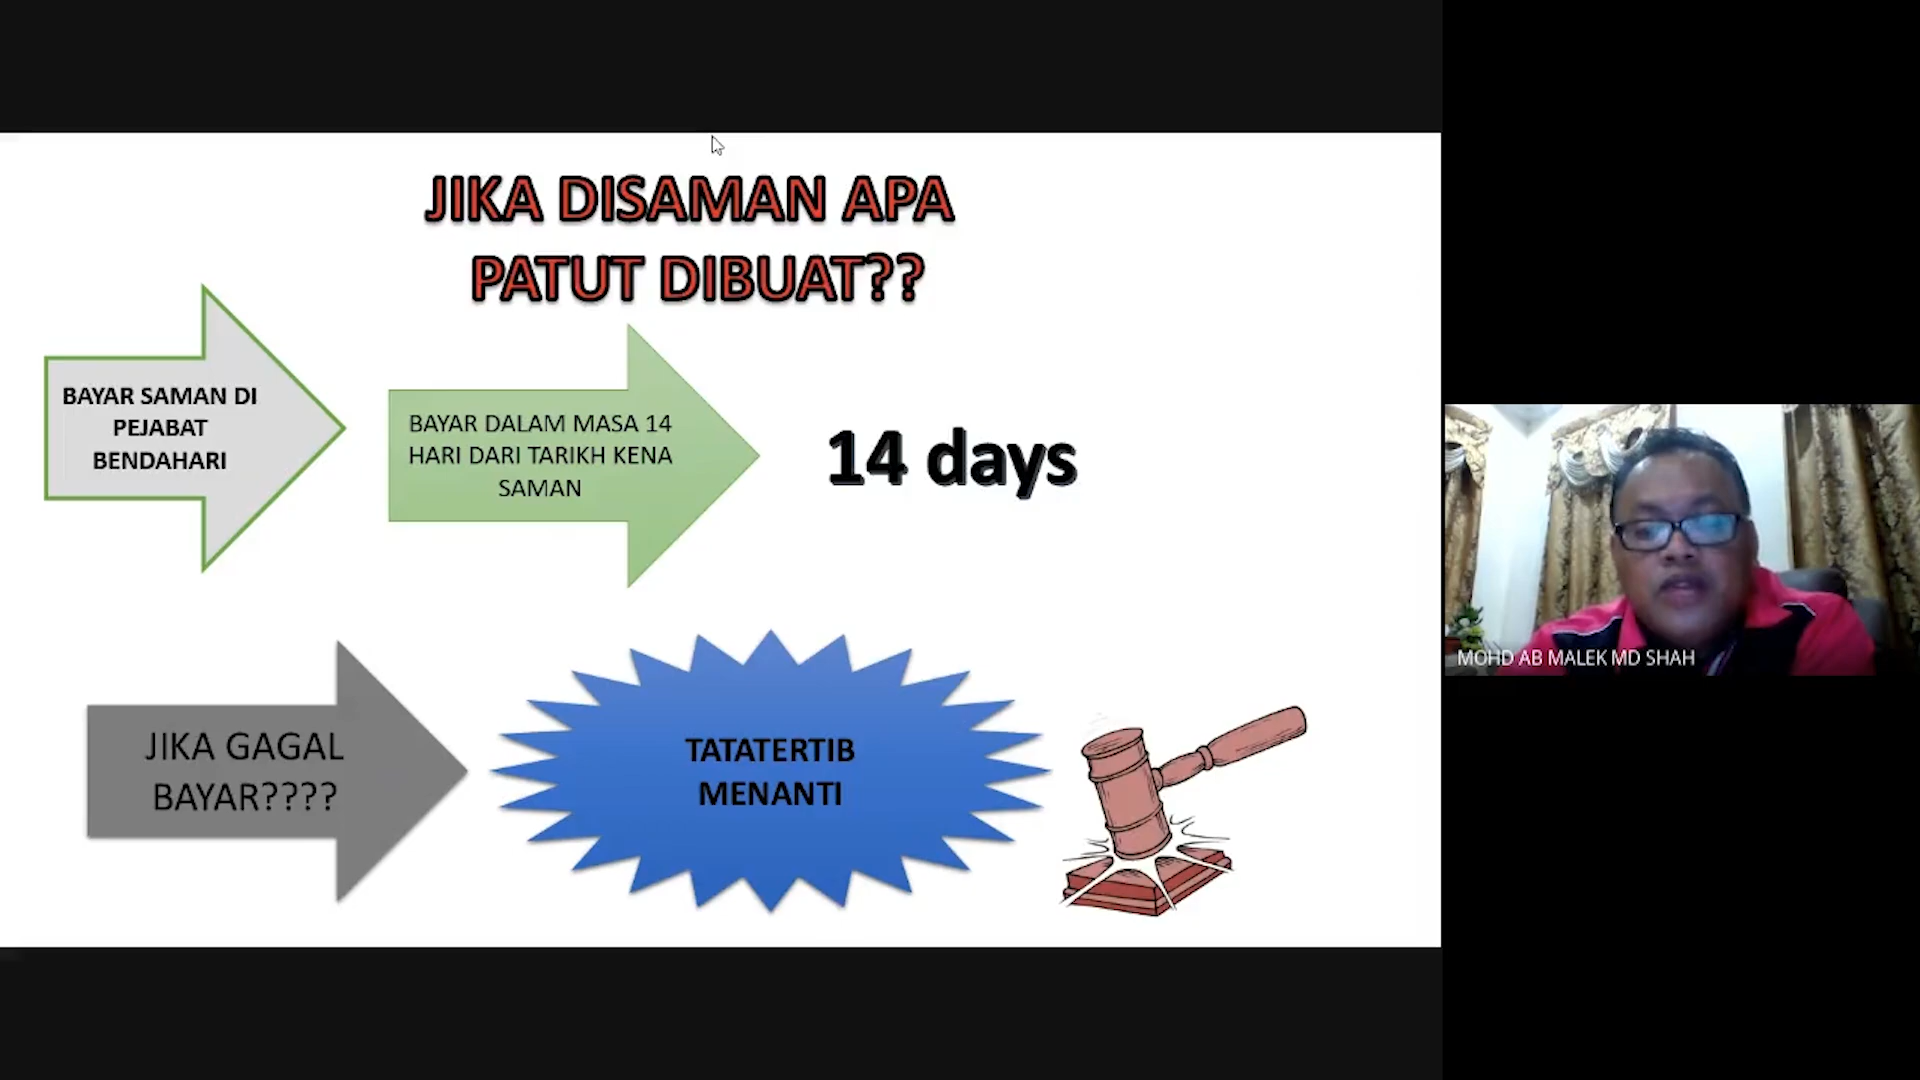 JIKA DISAMAN APA
PATUT DIBUAT??
BAYAR SAMAN DI
PEJABAT
BENDAHARI
BAYAR DALAM MASA 14
HARI DARI TARIKH KENA
SAMAN
14 days
JIKA GAGAL
BAYAR????
TATATERTIB
MENANTI
MOHD AB MALEK MD SHAH